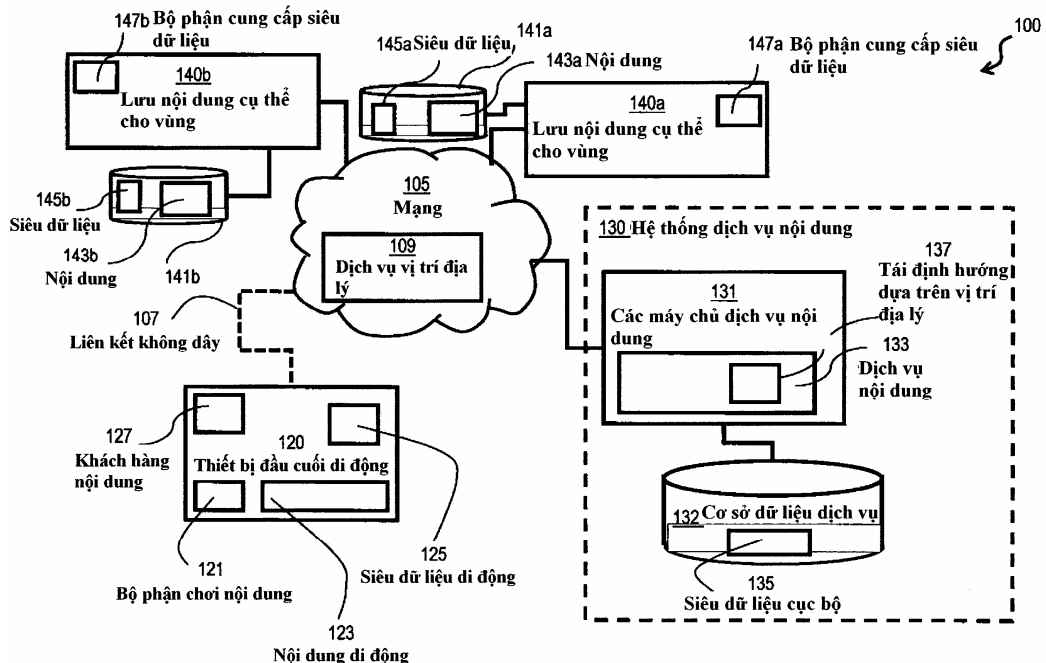 147b Bộ phận cung cấp siêu
dữ liệu
140b
Lưu nội dung cụ thể
cho vùng
145b
Siêu dữ liệu
143b
Nội dung
141b
145a Siêu dữ liệu
141a
143a Nội dung
100
147a Bộ phận cung cấp siêu
dữ liệu
140a
Lưu nội dung cụ thể
cho vùng
105
Mạng
109
Dịch vụ vị trí địa
lý
107
Liên kết không dây
130 Hệ thống dịch vụ nội dung
137
Tái định hướng
dựa trên vị trí
địa lý
131
Các máy chủ dịch vụ nội
dung
133
Dịch vụ
nội dung
132 Cơ sở dữ liệu dịch vụ
135
Siêu dữ liệu cục bộ
127
Khách hàng
nội dung
120
Thiết bị đầu cuối di động
121
Bộ phận chơi nội dung
125
Siêu dữ liệu di động
123
Nội dung di động